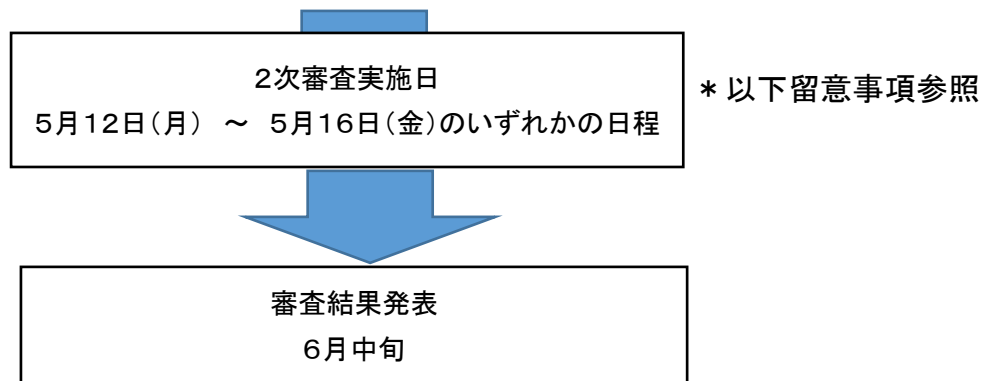 ２次審査実施日
５月１２日(月) ～ ５月１６日(金)のいずれかの日程
＊以下留意事項参照
審査結果発表
６月中旬